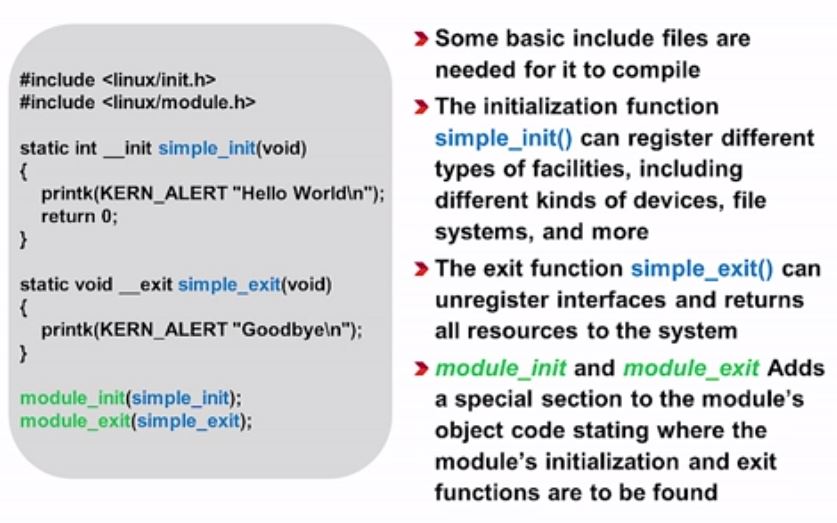 #include <linux/init.h>
#include <linux/module.h>
static int __init simple_init(void)
{
printk(KERN_ALERT "Hello World\n");
return 0;
}
static void __exit simple_exit(void)
{
printk(KERN_ALERT "Goodbye\n");
}
module_init(simple_init);
module_exit(simple_exit);
Some basic include files are
needed for it to compile
The initialization function
simple_init() can register different
types of facilities, including
different kinds of devices, file
systems, and more
The exit function simple_exit() can
unregister interfaces and returns
all resources to the system
module_init and module_exit Adds
a special section to the module's
object code stating where the
module's initialization and exit
functions are to be found